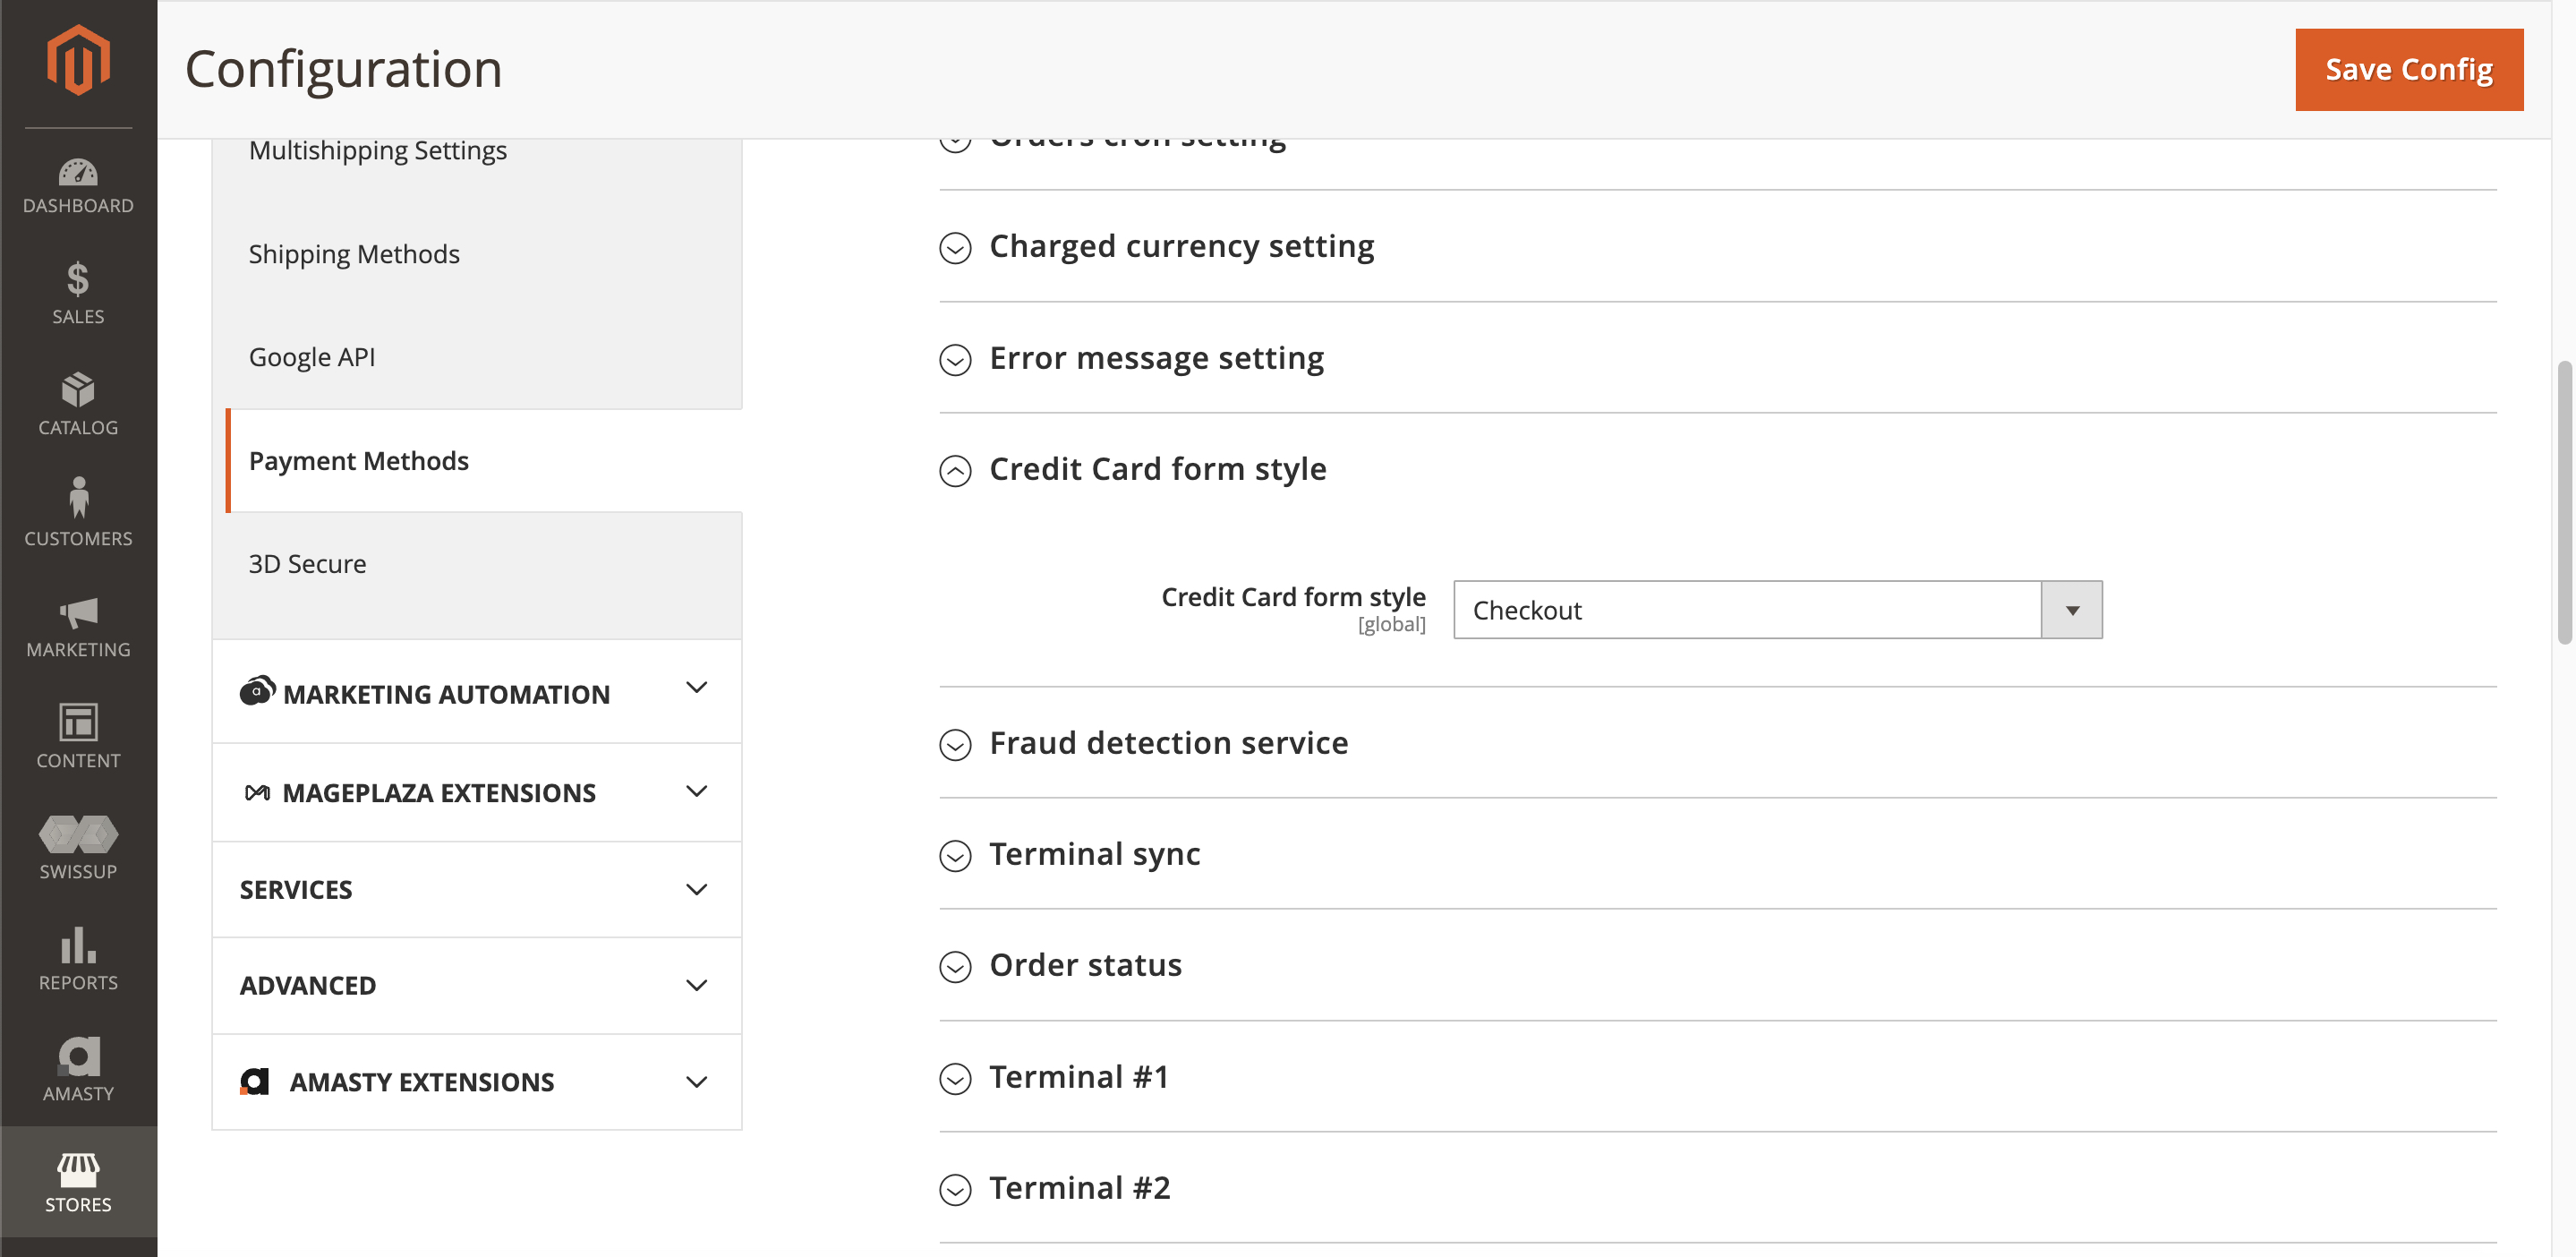 Configuration
Save Config
DASHBOARD
SALES
CATALOG
CUSTOMERS
MARKETING
CONTENT
SWISSUP
REPORTS
AMASTY
STORES
Multishipping Settings
Shipping Methods
Google API
Payment Methods
3D Secure
MARKETING AUTOMATION
MAGEPLAZA EXTENSIONS
SERVICES
ADVANCED
AMASTY EXTENSIONS
Orders cron setting
Charged currency setting
Error message setting
Credit Card form style
Credit Card form style
[global]
Checkout
Fraud detection service
Terminal sync
Order status
Terminal #1
Terminal #2